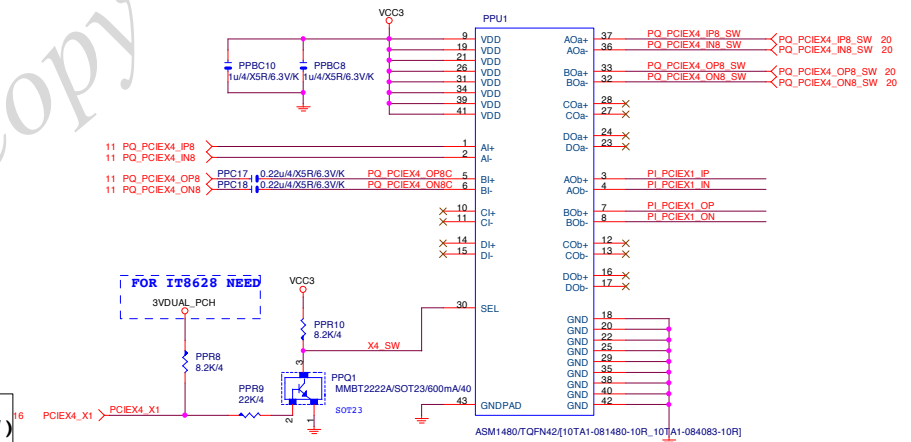 Copy
VCC3
PPU1
PPBC10
1u/4/X5R/6.3V/K
PPBC8
1u/4/X5R/6.3V/K
9 VDD
19 VDD
21 VDD
26 VDD
31 VDD
34 VDD
39 VDD
41 VDD
AOa+ 37 PQ_PCIEX4_IP8_SW PQ_PCIEX4_IP8_SW 20
AOa- 36 PQ_PCIEX4_IN8_SW PQ_PCIEX4_IN8_SW 20
BOa+ 33 PQ_PCIEX4_OP8_SW PQ_PCIEX4_OP8_SW 20
BOa- 32 PQ_PCIEX4_ON8_SW PQ_PCIEX4_ON8_SW 20
COa+ 28
COa- 27
DOa+ 24
DOa- 23
11 PQ_PCIEX4_IP8 1 AI+
11 PQ_PCIEX4_IN8 2 AI-
11 PQ_PCIEX4_OP8 PPC17 0.22u/4/X5R/6.3V/K PQ_PCIEX4_OP8C 5 BI+
11 PQ_PCIEX4_ON8 PPC18 0.22u/4/X5R/6.3V/K PQ_PCIEX4_ON8C 6 BI-
AOb+ 3 PI_PCIEX1_IP
AOb- 4 PI_PCIEX1_IN
BOb+ 7 PI_PCIEX1_OP
BOb- 8 PI_PCIEX1_ON
10 CI+
11 CI-
14 DI+
15 DI-
COb+ 12
COb- 13
DOb+ 16
DOb- 17
FOR IT8628 NEED
3VDUAL_PCH
VCC3
PPR10
8.2K/4
X4_SW
30 SEL
PPR8
8.2K/4
PPR9
22K/4
3
PPQ1
MMBT2222A/SOT23/600mA/40
SOT23
2
1
16 PCIEX4_X1 PCIEX4_X1
)
43 GNDPAD
GND 18
GND 20
GND 22
GND 25
GND 29
GND 35
GND 38
GND 40
GND 42
ASM1480/TQFN42/[10TA1-081480-10R_10TA1-084083-10R]